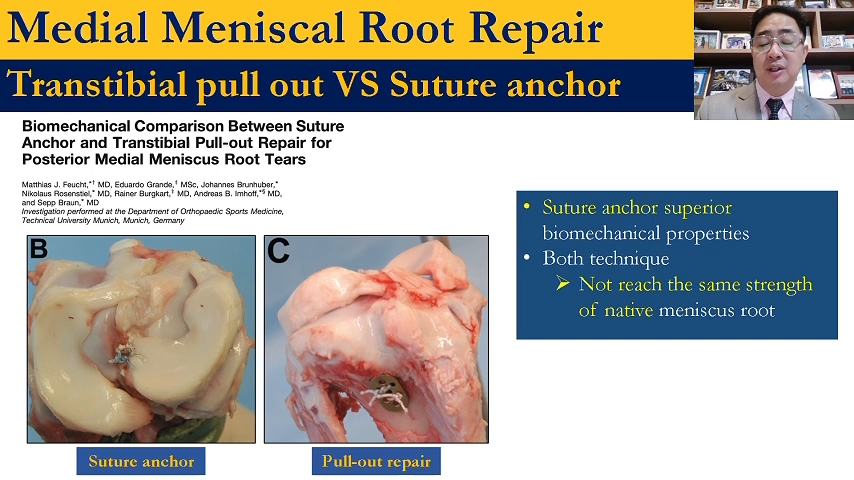 Medial Meniscal Root Repair
Transtibial pull out VS Suture anchor
Biomechanical Comparison Between Suture
Anchor and Transtibial Pull-out Repair for
Posterior Medial Meniscus Root Tears
Matthias J. Feucht,*† MD, Eduardo Grande,† MSc, Johannes Brunhuber,*
Nikolaus Rosenstiel,* MD, Rainer Burgkart,† MD, Andreas B. Imhoff,*§ MD,
and Sepp Braun,* MD
Investigation performed at the Department of Orthopaedic Sports Medicine,
Technical University Munich, Munich, Germany
B
C
Suture anchor
Pull-out repair
• Suture anchor superior
biomechanical properties
• Both technique
➢ Not reach the same strength
of native meniscus root